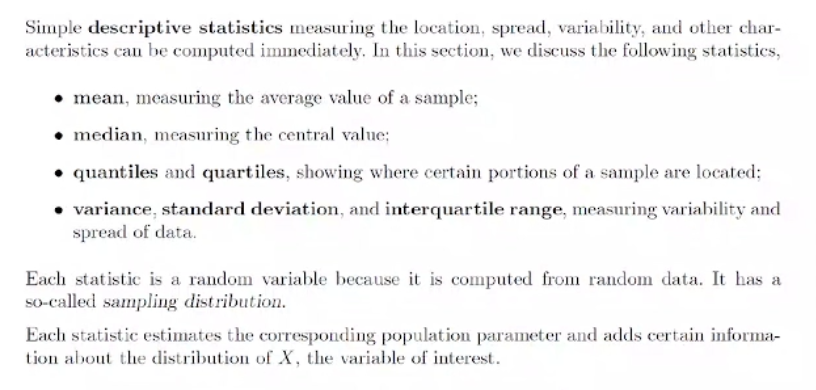 Simple descriptive statistics measuring the location, spread, variability, and other char-
acteristics can be computed immediately. In this section, we discuss the following statistics,
• mean, measuring the average value of a sample;
• median, measuring the central value;
• quantiles and quartiles, showing where certain portions of a sample are located;
• variance, standard deviation, and interquartile range, measuring variability and
spread of data.
Each statistic is a random variable because it is computed from random data. It has a
so-called sampling distribution.
Each statistic estimates the corresponding population parameter and adds certain informa-
tion about the distribution of X, the variable of interest.